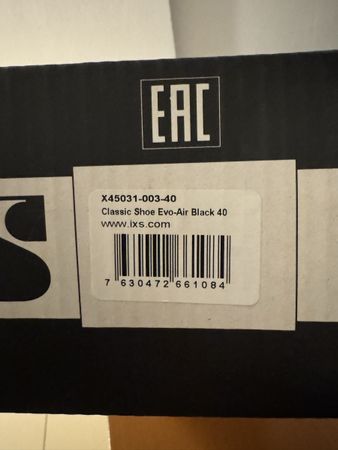 EAC
X45031-003-40
Classic Shoe Evo-Air Black 40
www.ixs.com
7 630472 661084
S